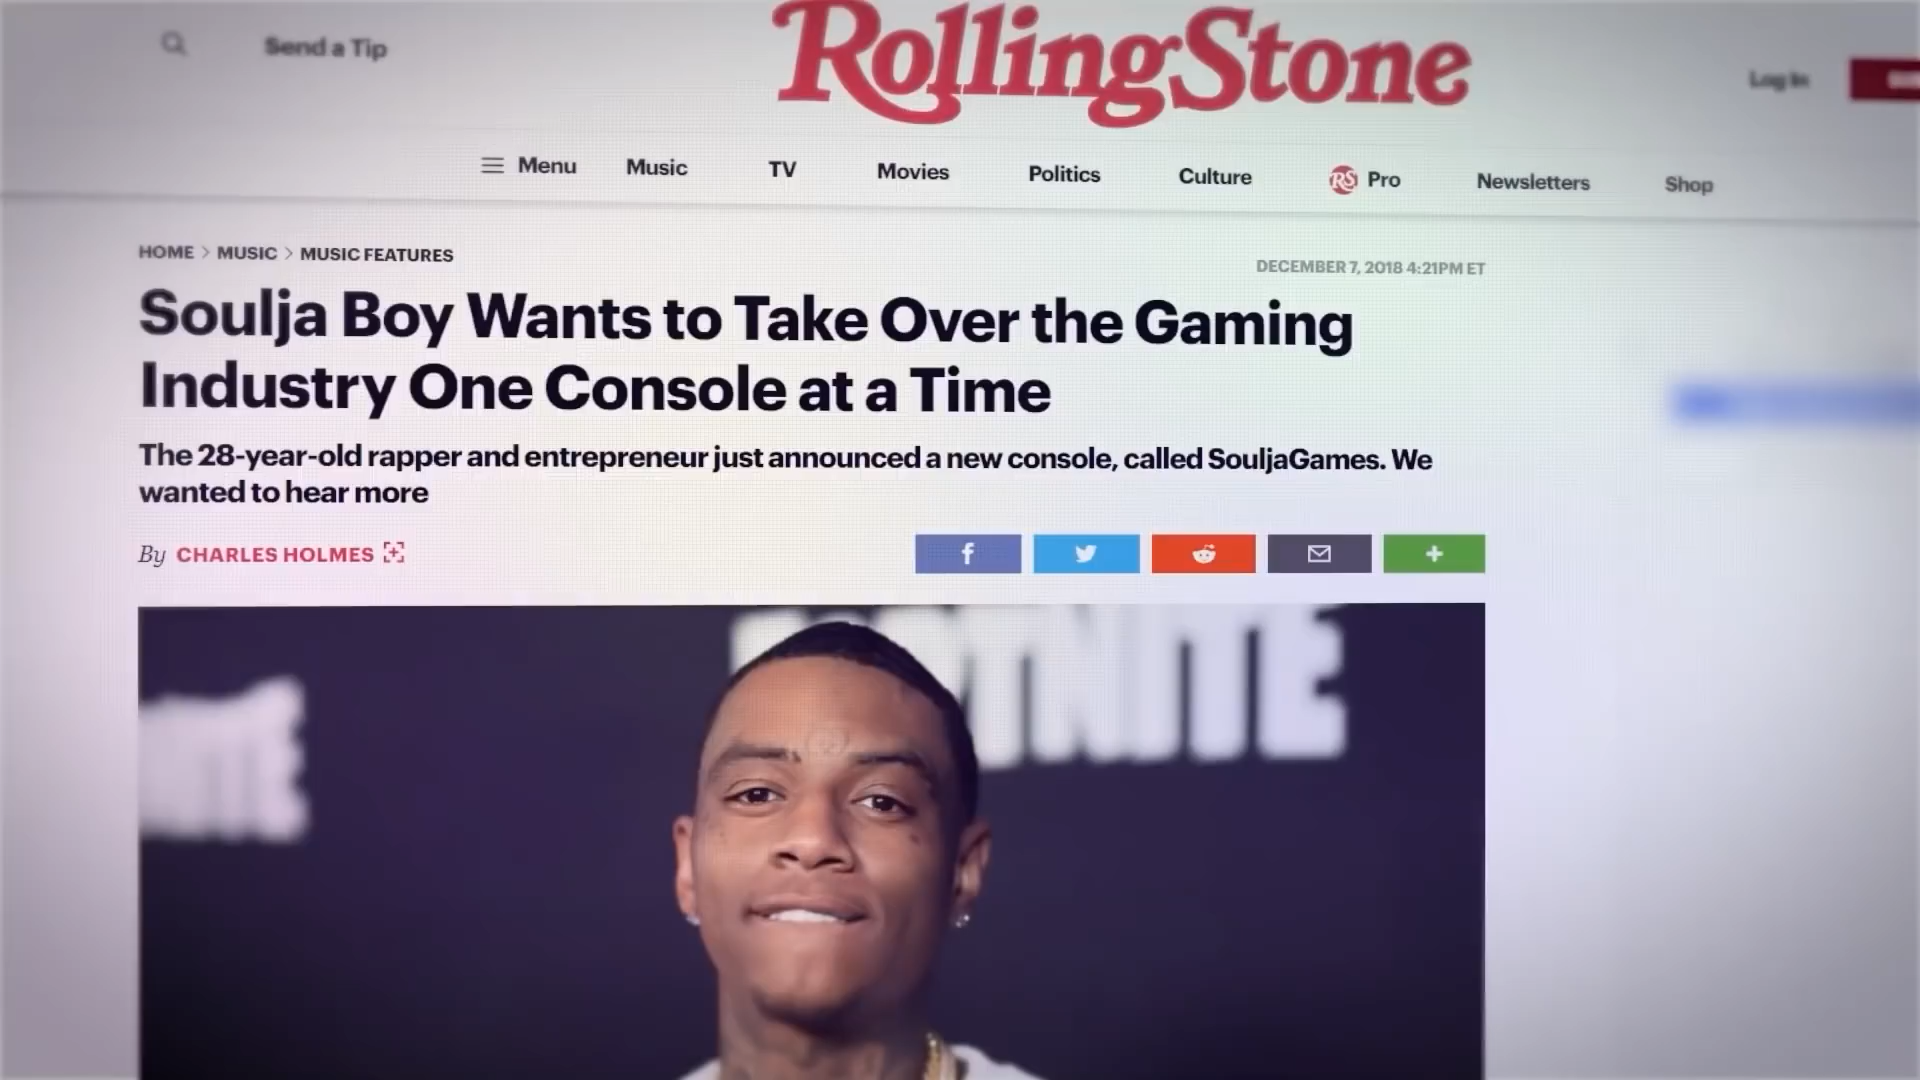 Send a Tip
RollingStone
Log In
Menu Music TV Movies Politics Culture RS Pro Newsletters Shop
HOME > MUSIC > MUSIC FEATURES
DECEMBER 7, 2018 4:21PM ET
Soulja Boy Wants to Take Over the Gaming
Industry One Console at a Time
The 28-year-old rapper and entrepreneur just announced a new console, called SouljaGames. We
wanted to hear more
By CHARLES HOLMES